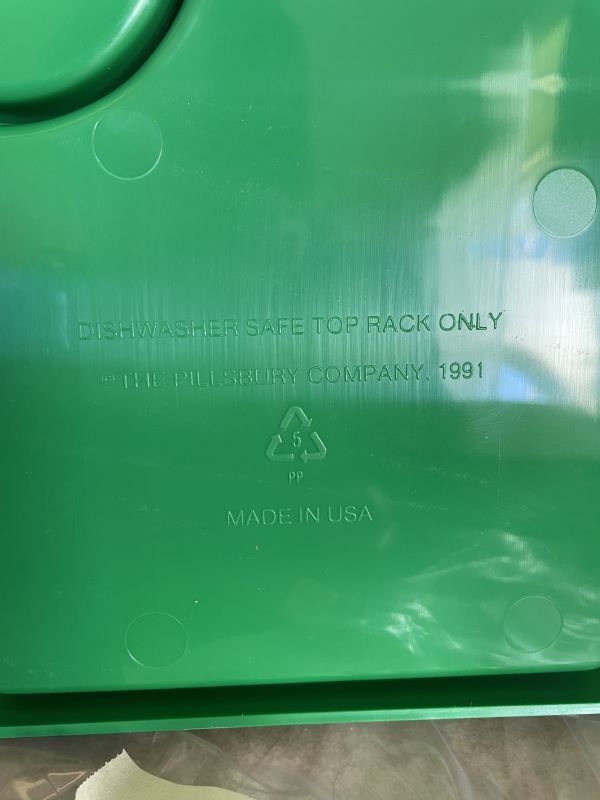 DISHWASHER SAFE TOP RACK ONLY
© THE PILLSBURY COMPANY, 1991
5
PP
MADE IN USA